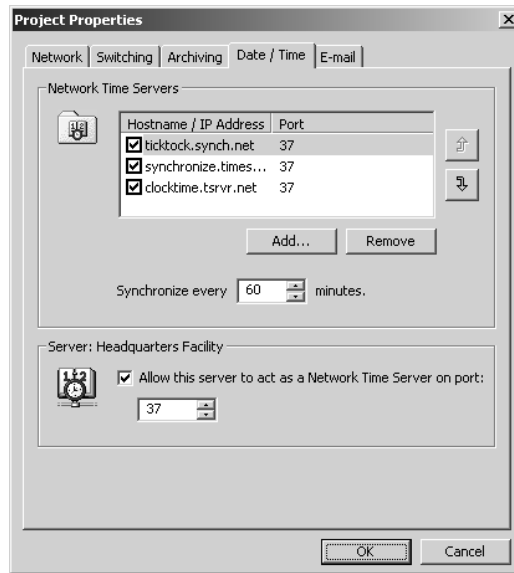 Project Properties
Network Switching Archiving Date / Time E-mail
Network Time Servers
Hostname / IP Address Port
ticktock.synch.net 37
synchronize.times... 37
clocktime.tsrvr.net 37
Add... Remove
Synchronize every 60 minutes.
Server: Headquarters Facility
Allow this server to act as a Network Time Server on port:
37
OK Cancel